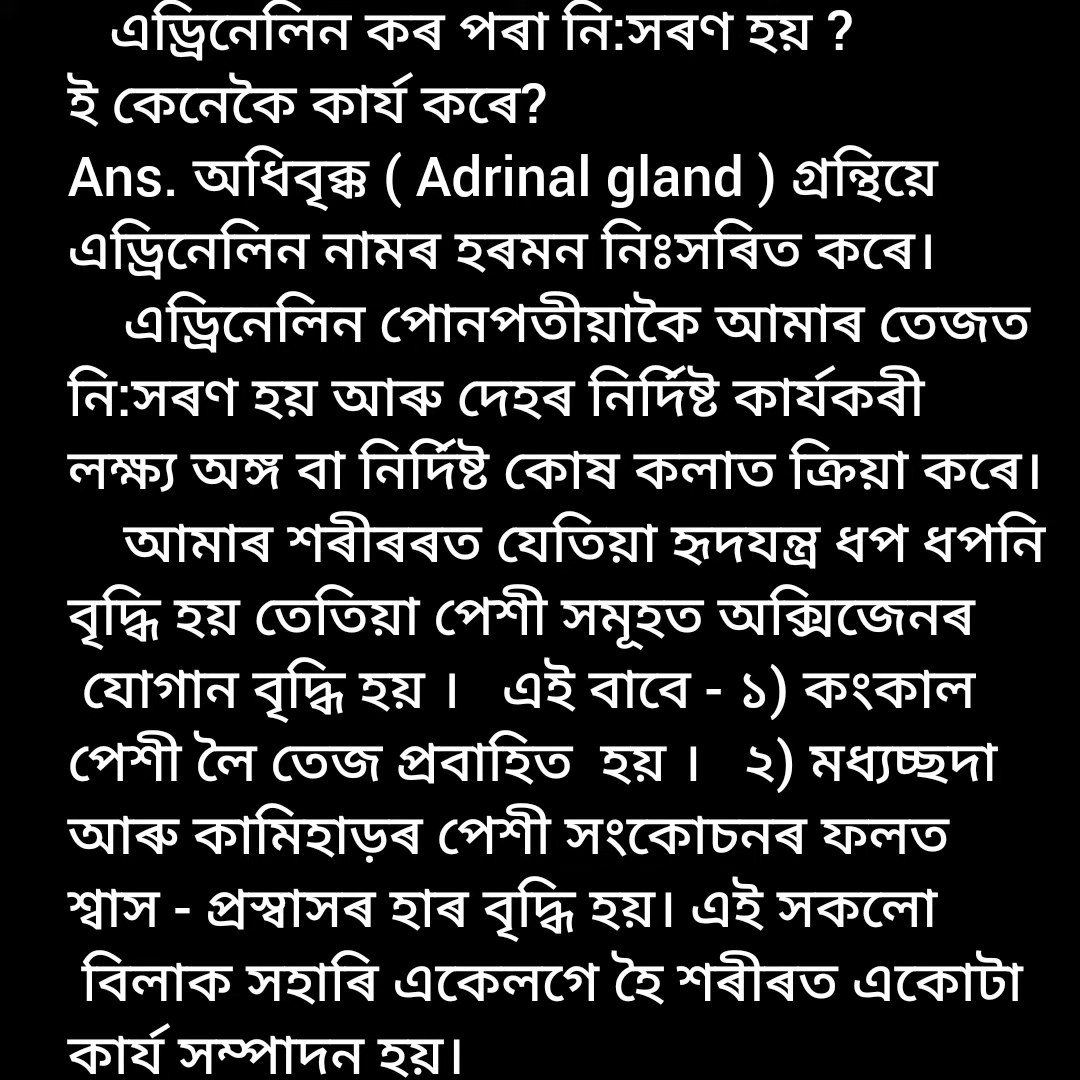 এড্ৰিনেলিন কৰ পৰা নি:সৰণ হয় ?
ই কেনেকৈ কাৰ্য কৰে?
Ans. অধিবৃক্ক ( Adrinal gland ) গ্ৰন্থিয়ে
এড্ৰিনেলিন নামৰ হৰমন নিঃসৰিত কৰে।
এড্ৰিনেলিন পোনপতীয়াকৈ আমাৰ তেজত
নি:সৰণ হয় আৰু দেহৰ নিৰ্দিষ্ট কাৰ্যকৰী
লক্ষ্য অঙ্গ বা নিৰ্দিষ্ট কোষ কলাত ক্ৰিয়া কৰে।
আমাৰ শৰীৰৰত যেতিয়া হৃদযন্ত্ৰ ধপ ধপনি
বৃদ্ধি হয় তেতিয়া পেশী সমূহত অক্সিজেনৰ
যোগান বৃদ্ধি হয় । এই বাবে - ১) কংকাল
পেশী লৈ তেজ প্ৰবাহিত হয় । ২) মধ্যচ্ছদা
আৰু কামিহাড়ৰ পেশী সংকোচনৰ ফলত
শ্বাস - প্ৰস্বাসৰ হাৰ বৃদ্ধি হয়। এই সকলো
বিলাক সহাৰি একেলগে হৈ শৰীৰত একোটা
কাৰ্য সম্পাদন হয়।